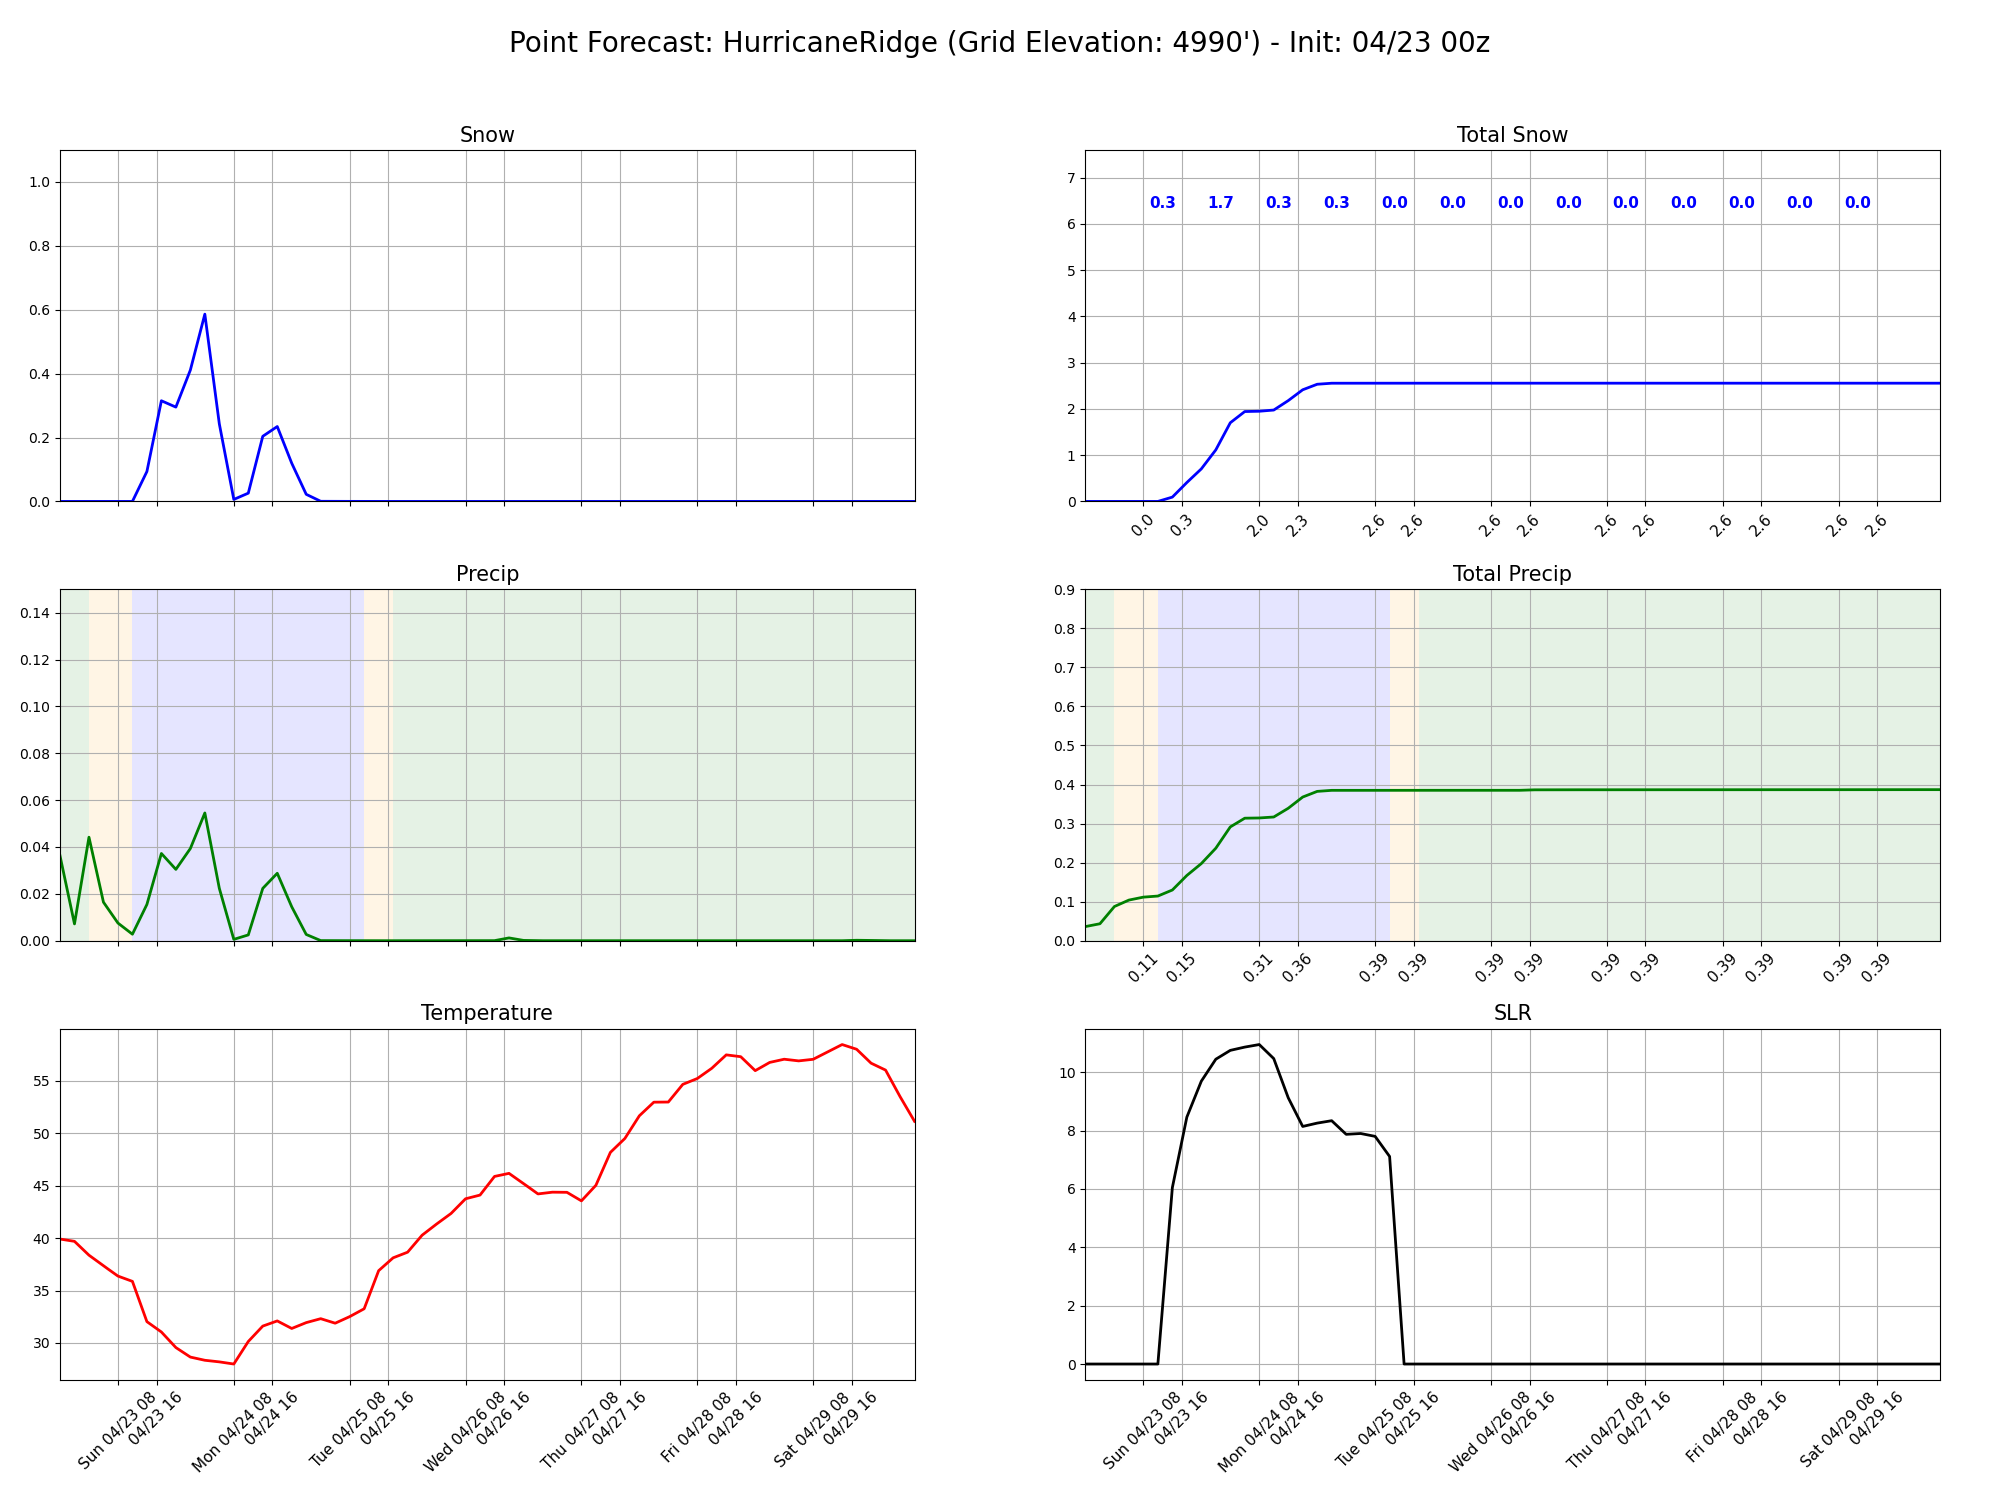 Point Forecast: HurricaneRidge (Grid Elevation: 4990') - Init: 04/23 00z
Snow
1.0
0.8
0.6
0.4
0.2
0.0
Total Snow
7
6
5
4
3
2
1
0
0.3 1.7 0.3 0.3 0.0 0.0 0.0 0.0 0.0 0.0 0.0 0.0 0.0
0.0 0.3 2.0 2.3 2.6 2.6 2.6 2.6 2.6 2.6 2.6 2.6 2.6 2.6
Precip
0.14
0.12
0.10
0.08
0.06
0.04
0.02
0.00
Total Precip
0.9
0.8
0.7
0.6
0.5
0.4
0.3
0.2
0.1
0.0
0.11 0.15 0.31 0.36 0.39 0.39 0.39 0.39 0.39 0.39 0.39 0.39 0.39 0.39
Temperature
55
50
45
40
35
30
Sun 04/23 08
04/23 16
Mon 04/24 08
04/24 16
Tue 04/25 08
04/25 16
Wed 04/26 08
04/26 16
Thu 04/27 08
04/27 16
Fri 04/28 08
04/28 16
Sat 04/29 08
04/29 16
SLR
10
8
6
4
2
0
Sun 04/23 08
04/23 16
Mon 04/24 08
04/24 16
Tue 04/25 08
04/25 16
Wed 04/26 08
04/26 16
Thu 04/27 08
04/27 16
Fri 04/28 08
04/28 16
Sat 04/29 08
04/29 16